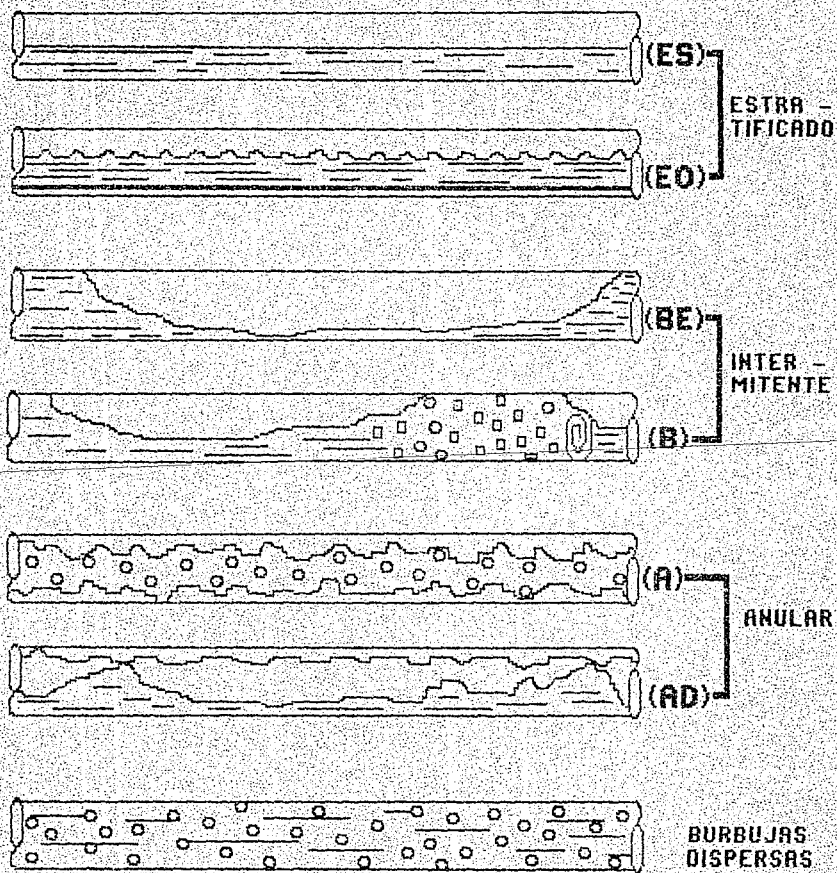 (ES)
ESTRA -
TIFICADO
(EO)
(BE)
INTER -
MITENTE
(B)
(A)
ANULAR
(AD)
BURBUJAS
DISPERSAS